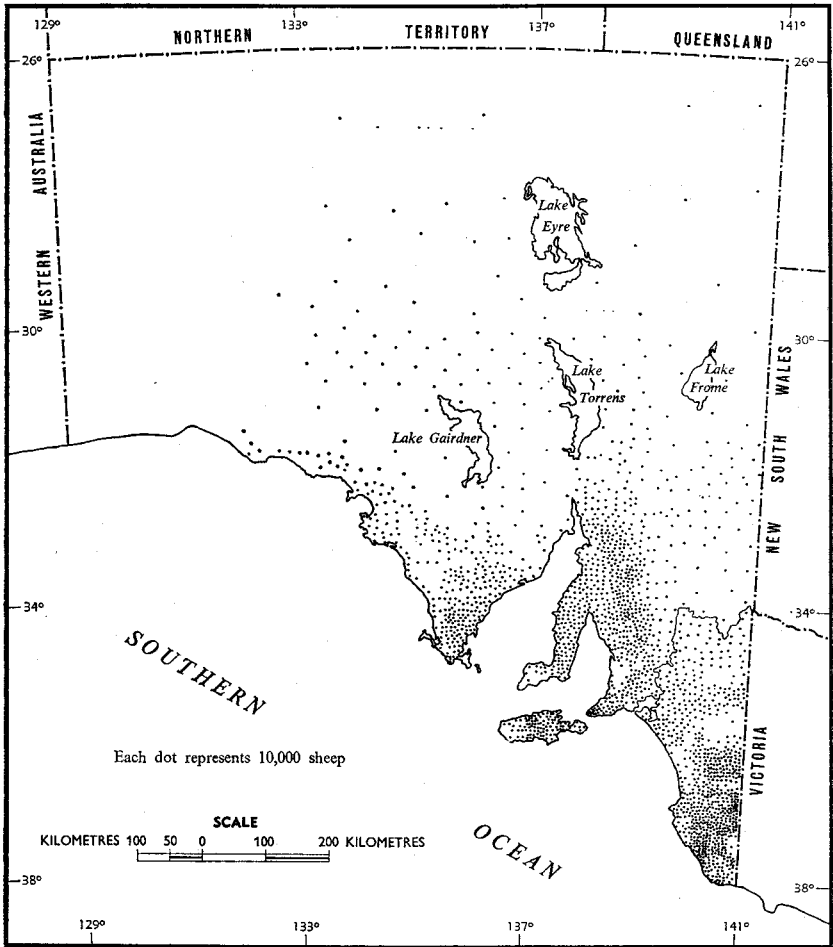 129° 133° 137° 141°
NORTHERN TERRITORY QUEENSLAND
26° 26°
WESTERN AUSTRALIA
Lake
Eyre
30° 30°
Lake
Torrens
Lake
Frome
Lake Gairdner
NEW SOUTH WALES
34° 34°
SOUTHERN
VICTORIA
Each dot represents 10,000 sheep
SCALE
KILOMETRES 100 50 0 100 200 KILOMETRES
OCEAN
38° 38°
129° 133° 137° 141°